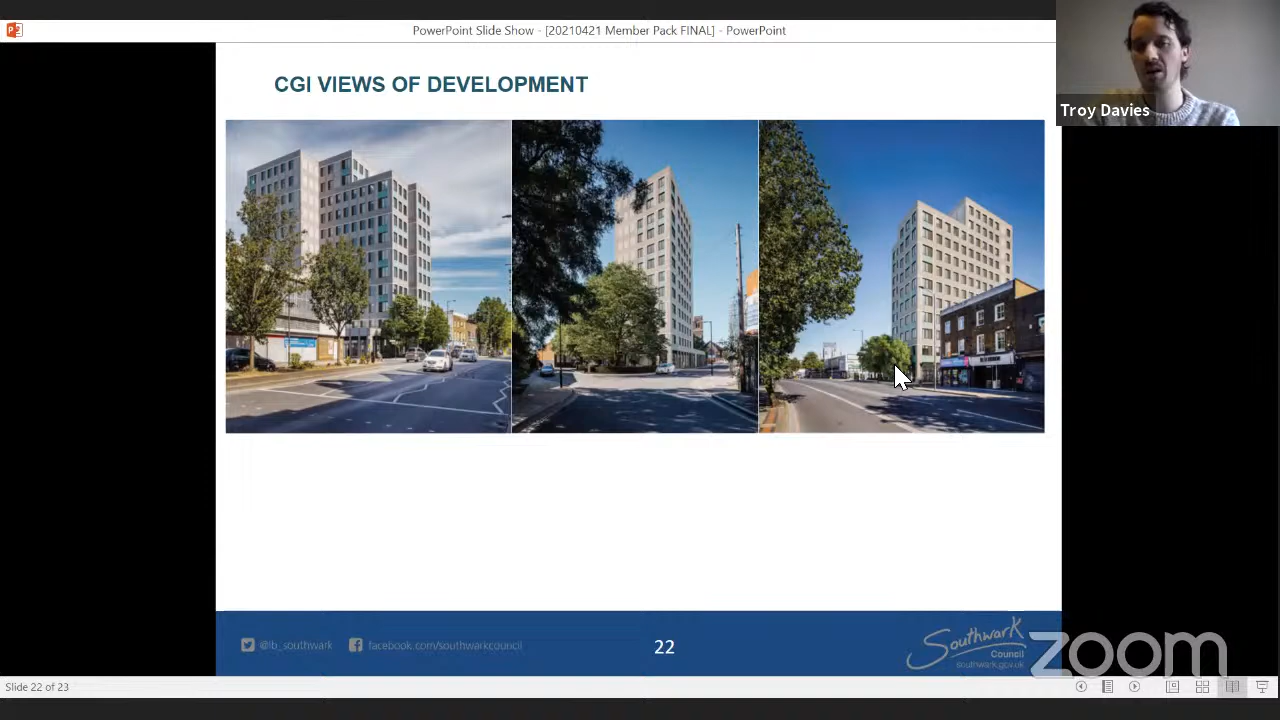 PowerPoint Slide Show - [20210421 Member Pack FINAL] - PowerPoint
Troy Davies
CGI VIEWS OF DEVELOPMENT
@lb_southwark
facebook.com/southwarkcouncil
22
Southwark
Council
southwark.gov.uk
zoom
Slide 22 of 23